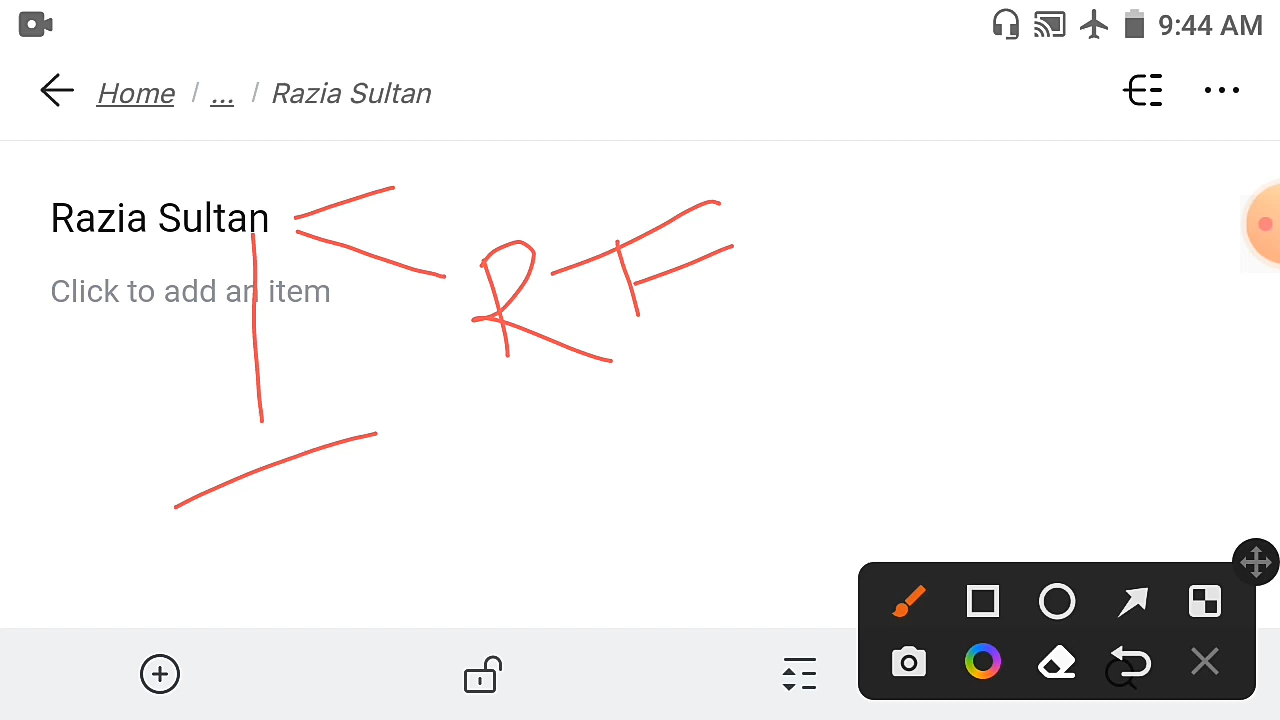 9:44 AM
Home / ... / Razia Sultan
Razia Sultan
R F
Click to add an item